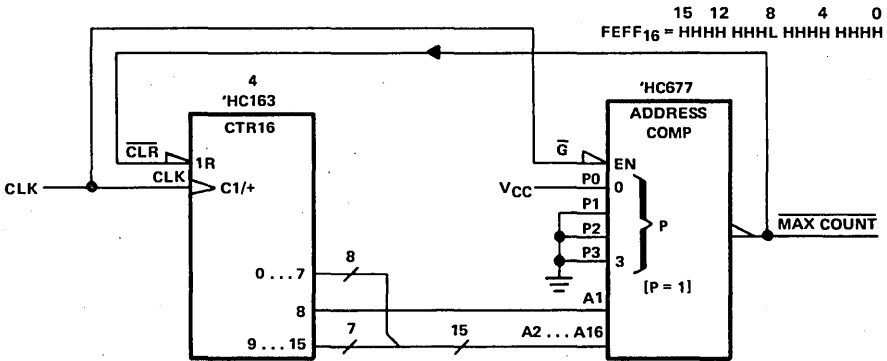 15 12 8 4 0
FEFF16 = HHHH HHHL HHHH HHHH
4
'HC163
CTR16
'HC677
ADDRESS
COMP
CLR
1R
G
EN
CLK
CLK
C1/+
VCC
P0
0
P1
P2
P
P3
3
MAX COUNT
[P = 1]
0 . . . 7
8
8
A1
9 . . . 15
7
15
A2 . . . A16